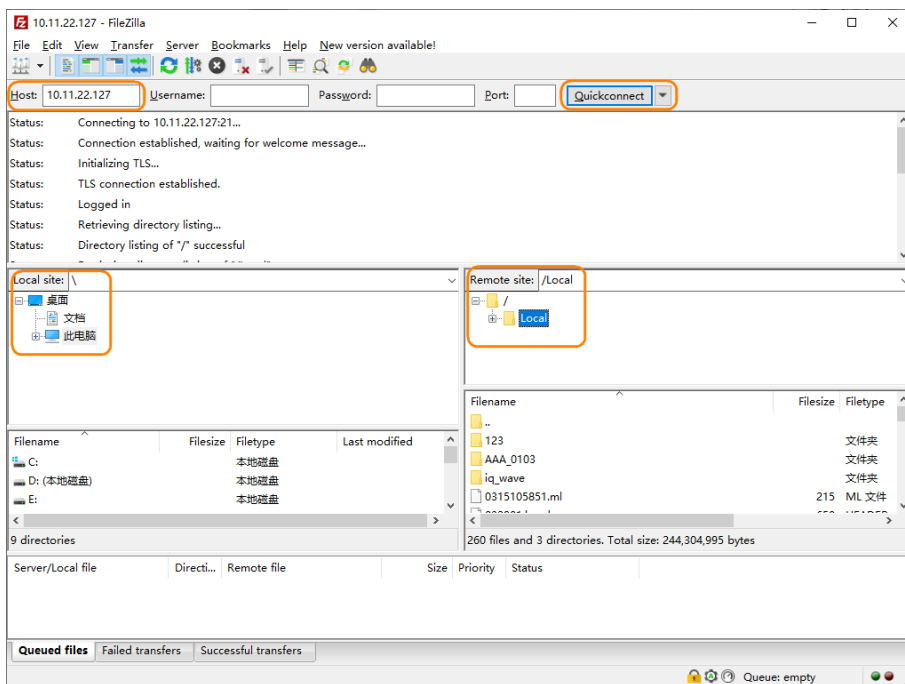 10.11.22.127 - FileZilla
File Edit View Transfer Server Bookmarks Help New version available!
Host: 10.11.22.127 Username: Password: Port: Quickconnect
Status: Connecting to 10.11.22.127:21...
Status: Connection established, waiting for welcome message...
Status: Initializing TLS...
Status: TLS connection established.
Status: Logged in
Status: Retrieving directory listing...
Status: Directory listing of "/" successful
Local site: \
桌面
文档
此电脑
Filename Filesize Filetype Last modified
C: 本地磁盘
D: (本地磁盘) 本地磁盘
E: 本地磁盘
9 directories
Remote site: /Local
/
Local
Filename Filesize Filetype
..
123 文件夹
AAA_0103 文件夹
iq_wave 文件夹
0315105851.ml 215 ML 文件
260 files and 3 directories. Total size: 244,304,995 bytes
Server/Local file Directi... Remote file Size Priority Status
Queued files Failed transfers Successful transfers
Queue: empty